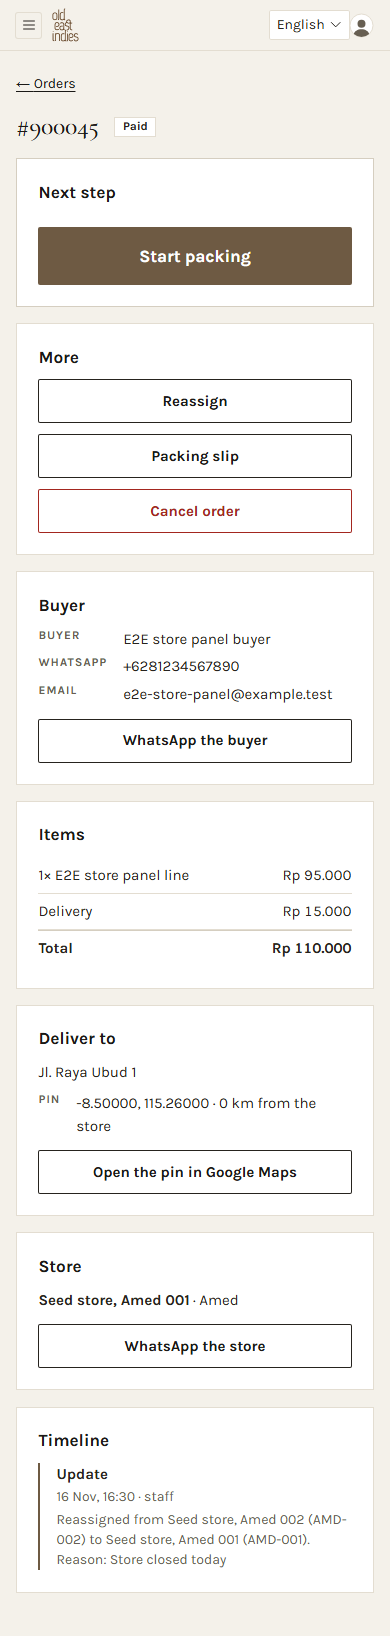 old
east
indies
English
← Orders
#900045
Paid
Next step
Start packing
More
Reassign
Packing slip
Cancel order
Buyer
BUYER
E2E store panel buyer
WHATSAPP
+6281234567890
EMAIL
e2e-store-panel@example.test
WhatsApp the buyer
Items
1× E2E store panel line
Rp 95.000
Delivery
Rp 15.000
Total
Rp 110.000
Deliver to
Jl. Raya Ubud 1
PIN
-8.50000, 115.26000 · 0 km from the
store
Open the pin in Google Maps
Store
Seed store, Amed 001 · Amed
WhatsApp the store
Timeline
Update
16 Nov, 16:30 · staff
Reassigned from Seed store, Amed 002 (AMD-
002) to Seed store, Amed 001 (AMD-001).
Reason: Store closed today